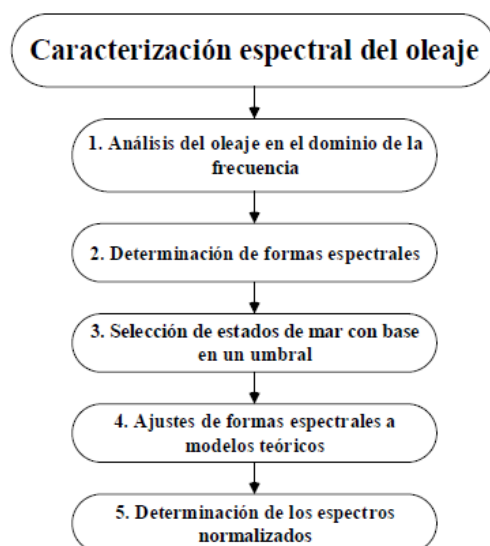 Caracterización espectral del oleaje
1. Análisis del oleaje en el dominio de la
frecuencia
2. Determinación de formas espectrales
3. Selección de estados de mar con base
en un umbral
4. Ajustes de formas espectrales a
modelos teóricos
5. Determinación de los espectros
normalizados